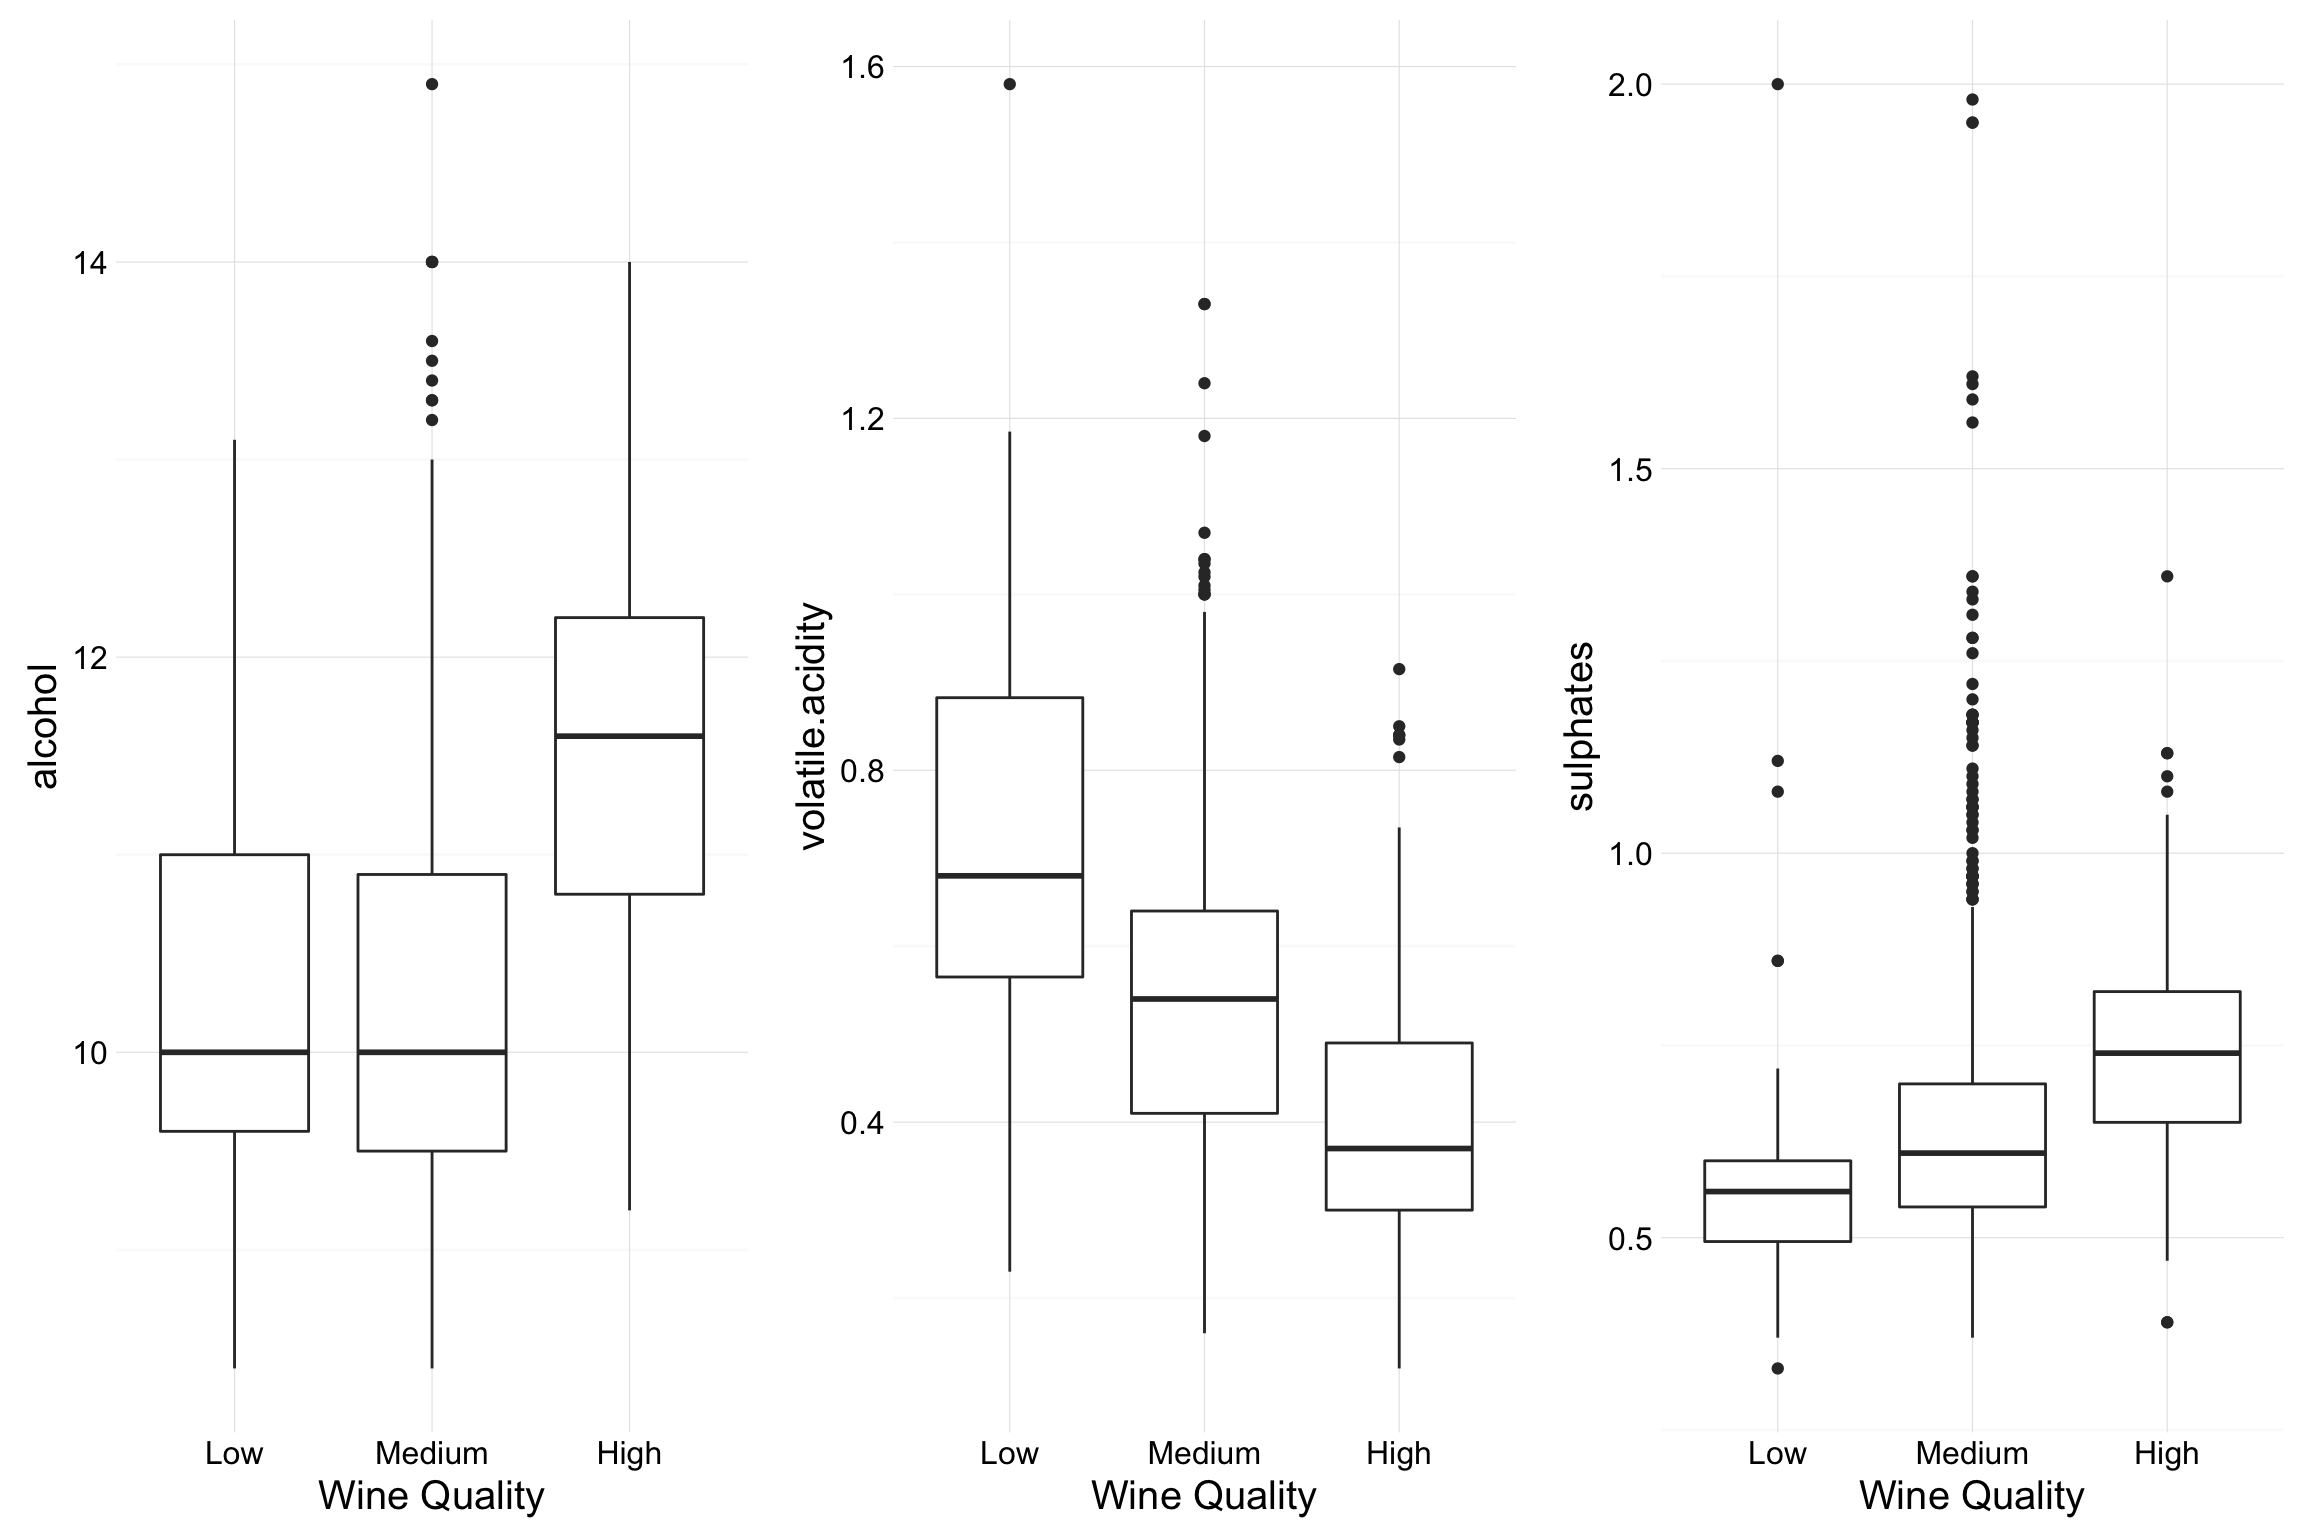 alcohol
14
12
10
Low Medium High
Wine Quality
volatile.acidity
1.6
1.2
0.8
0.4
Low Medium High
Wine Quality
sulphates
2.0
1.5
1.0
0.5
Low Medium High
Wine Quality